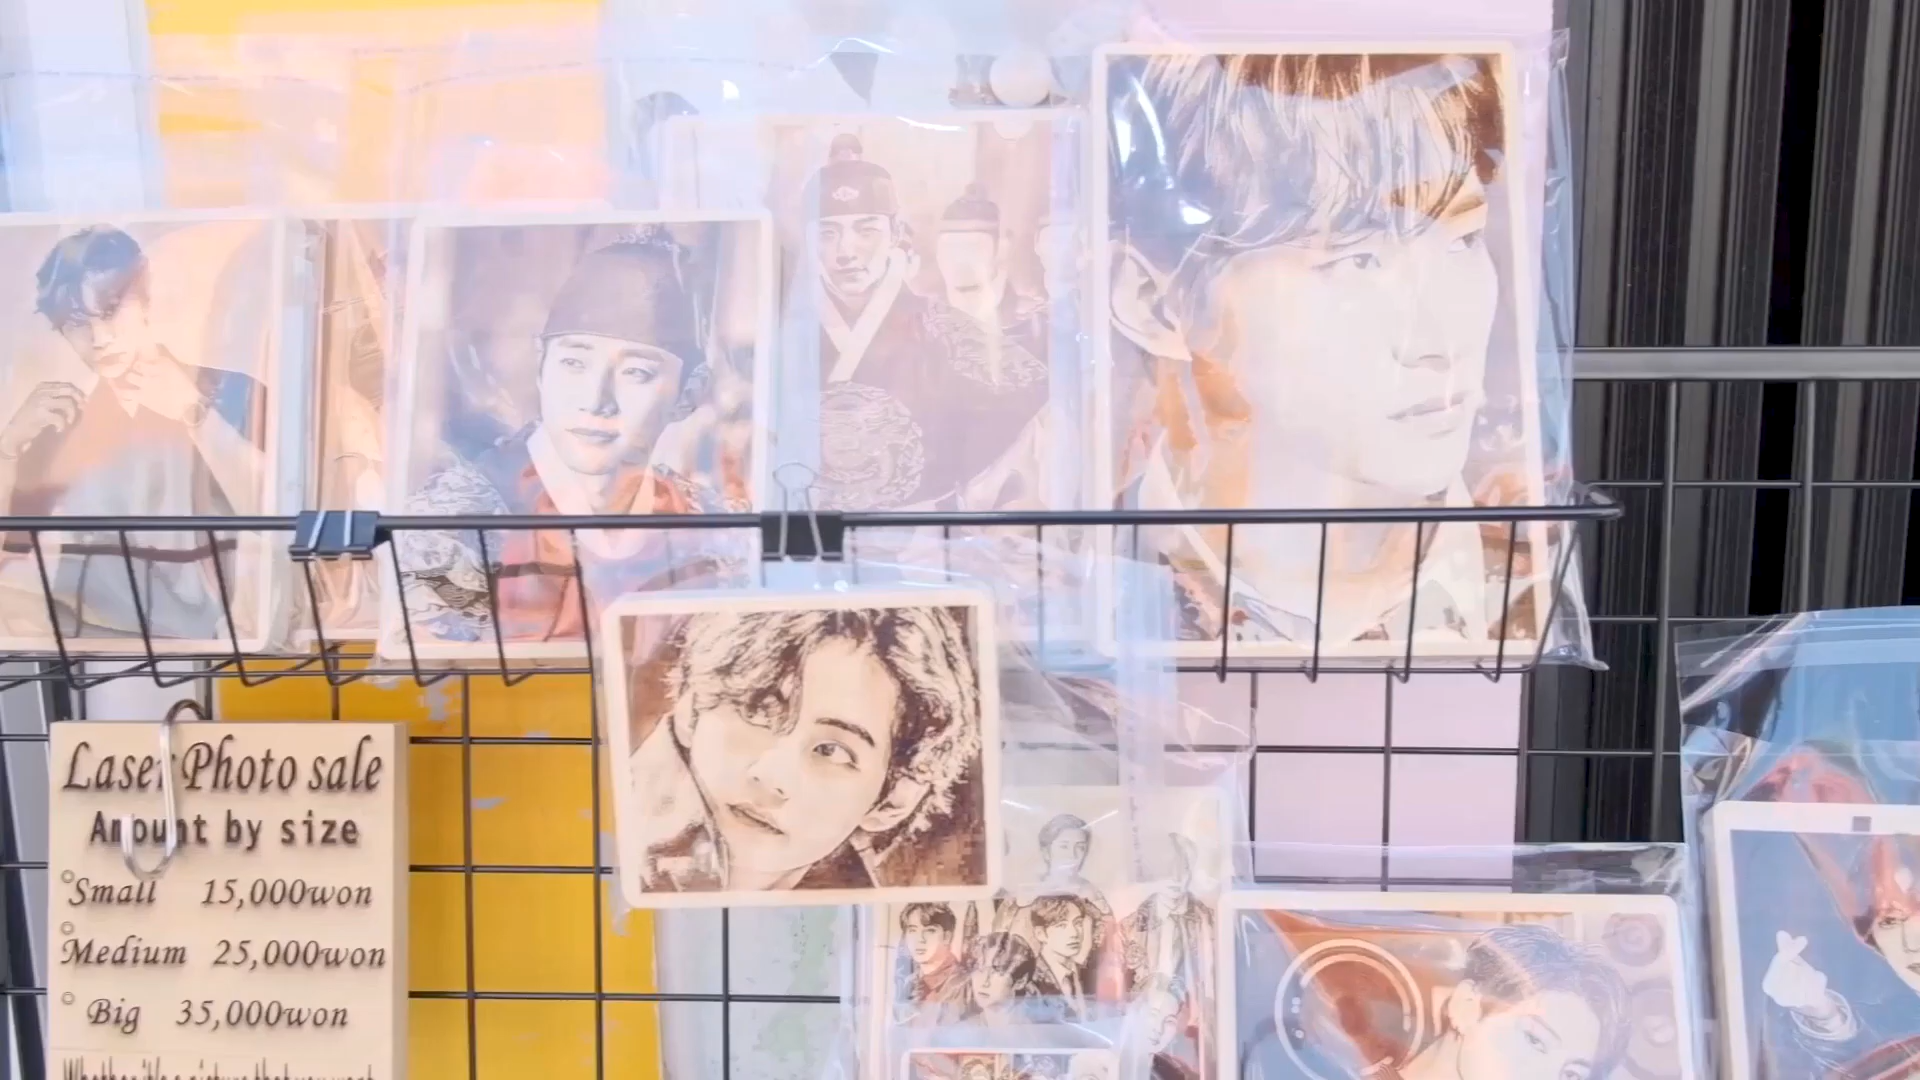 Laser Photo sale
Amount by size
Small 15,000won
Medium 25,000won
Big 35,000won